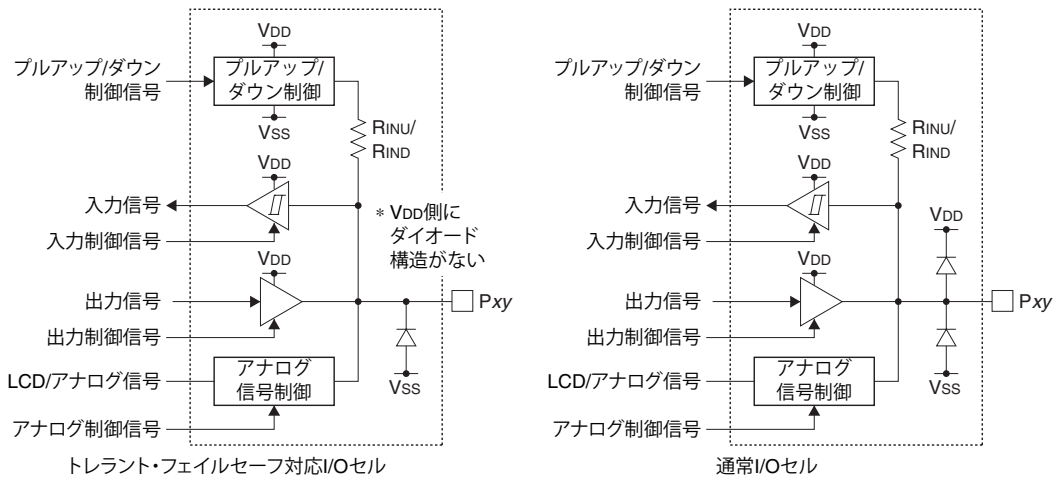 VDD
プルアップ/ダウン
制御信号
プルアップ/
ダウン制御
VSS
RINU/
RIND
VDD
入力信号
入力制御信号
* VDD側に
ダイオード
構造がない
VDD
出力信号
出力制御信号
Pxy
LCD/アナログ信号
アナログ
信号制御
VSS
アナログ制御信号
トレラント・フェイルセーフ対応I/Oセル
VDD
プルアップ/ダウン
制御信号
プルアップ/
ダウン制御
VSS
RINU/
RIND
VDD
入力信号
入力制御信号
VDD
VDD
出力信号
出力制御信号
Pxy
LCD/アナログ信号
アナログ
信号制御
VSS
アナログ制御信号
通常I/Oセル